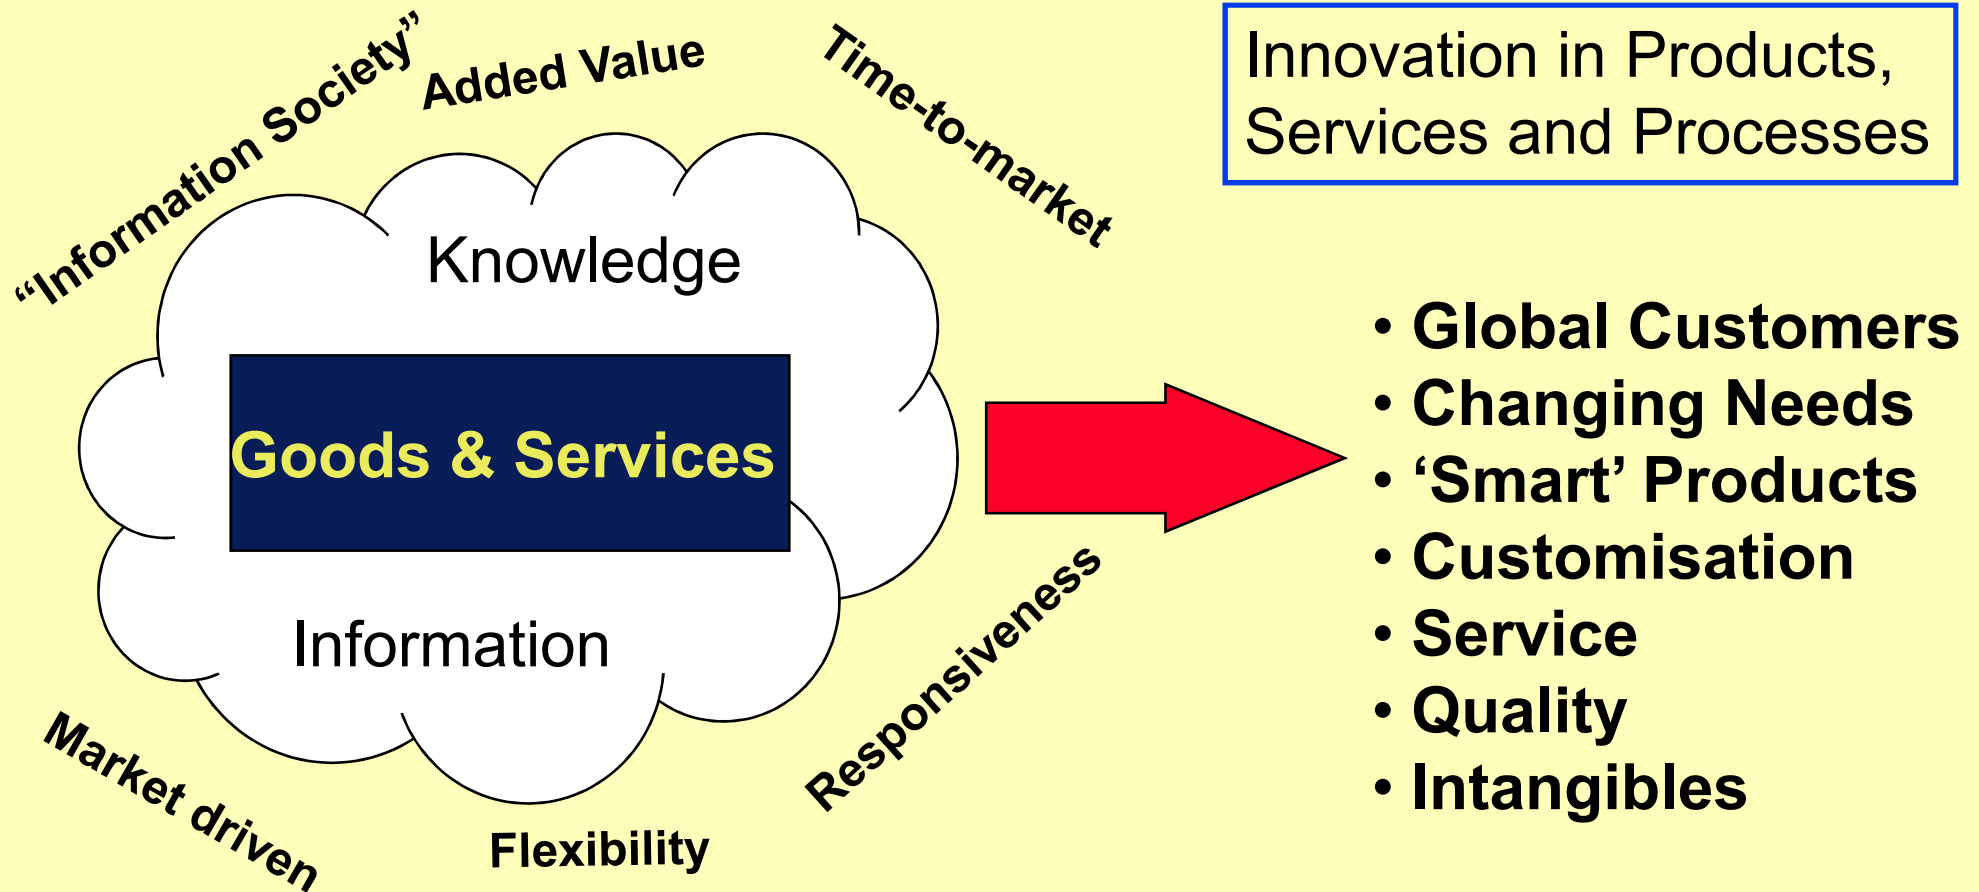 “Information Society”
Added Value
Time-to-market
Innovation in Products,
Services and Processes
Knowledge
Goods & Services
Information
Market driven
Flexibility
Responsiveness
• Global Customers
• Changing Needs
• ‘Smart’ Products
• Customisation
• Service
• Quality
• Intangibles